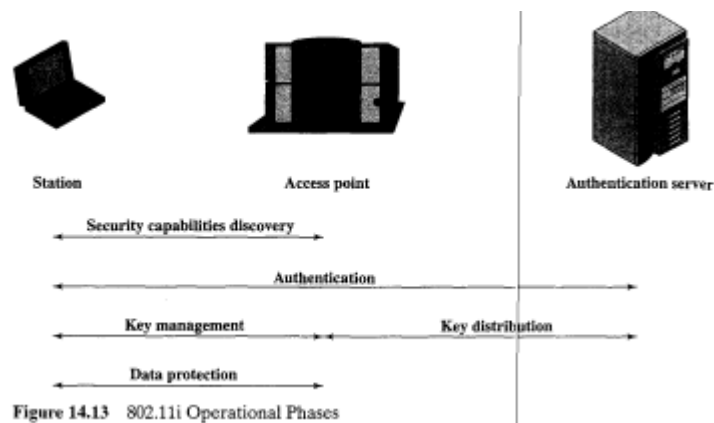 Station Access point Authentication server
Security capabilities discovery
Authentication
Key management Key distribution
Data protection
Figure 14.13 802.11i Operational Phases